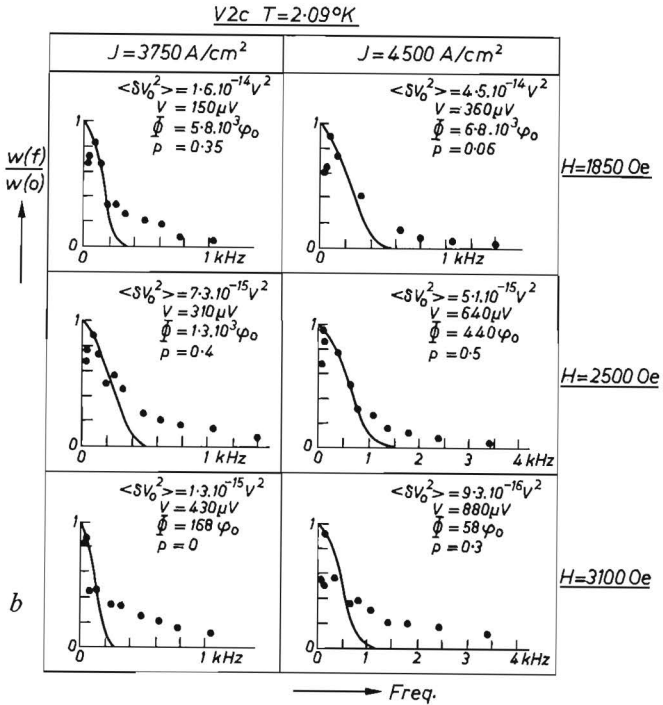 V2c T=2·09°K
J=3750 A/cm²
J=4500 A/cm²
w(f)
w(o)
<δV₀²>=1·6.10⁻¹⁴V²
V = 150μV
Φ̄ = 5·8.10³φ₀
p = 0.35
1
0
0
1 kHz
<δV₀²>=4·5.10⁻¹⁴V²
V = 360μV
Φ̄ = 6·8.10³φ₀
p = 0·06
1
0
0
1 kHz
H=1850 Oe
<δV₀²>=7·3.10⁻¹⁵V²
V = 310μV
Φ̄ = 1·3.10³φ₀
p = 0·4
1
0
0
1 kHz
<δV₀²>=5·1.10⁻¹⁵V²
V = 640μV
Φ̄ = 440φ₀
p = 0·5
1
0
0
1
2
3
4 kHz
H=2500 Oe
b
<δV₀²>=1·3.10⁻¹⁵V²
V = 430μV
Φ̄ = 168φ₀
p = 0
1
0
0
1 kHz
<δV₀²>=9·3.10⁻¹⁶V²
V = 880μV
Φ̄ = 58φ₀
p = 0·3
1
0
0
1
2
3
4 kHz
H=3100 Oe
Freq.